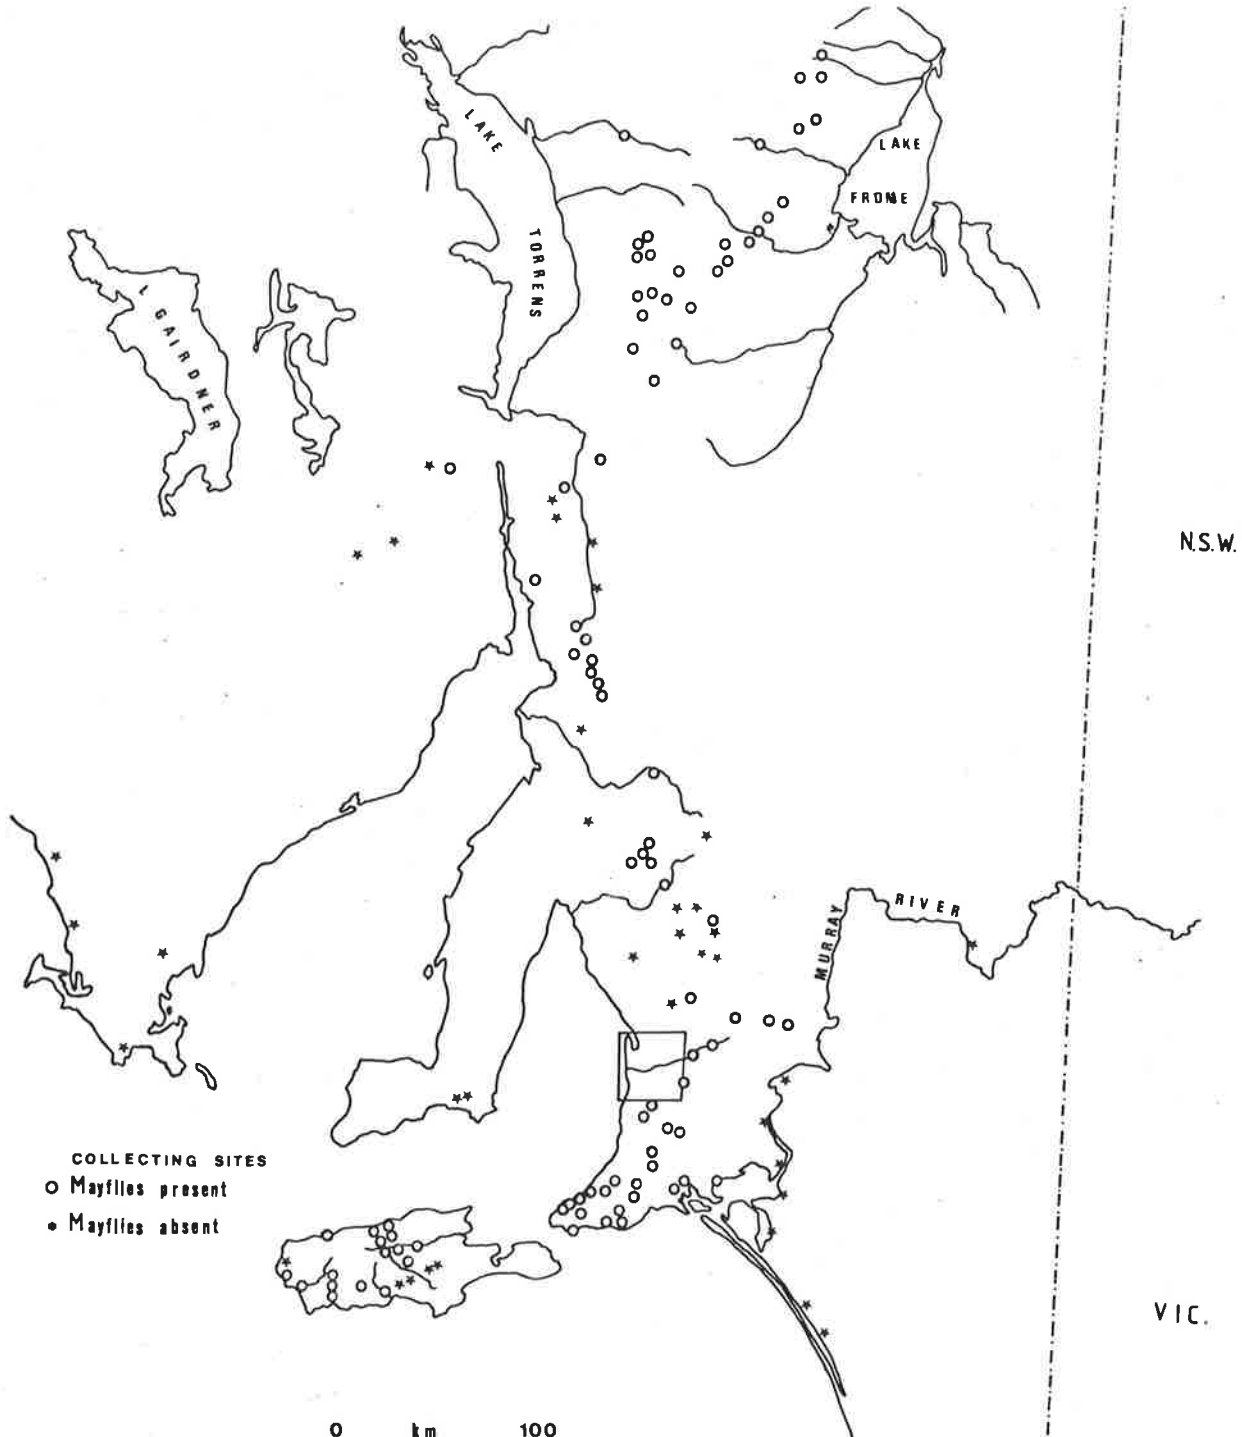 LAKE
TORRENS
LAKE
FROME
L GAIRDNER
N.S.W.
MURRAY
RIVER
COLLECTING SITES
Mayflies present
Mayflies absent
VIC.
0 km 100